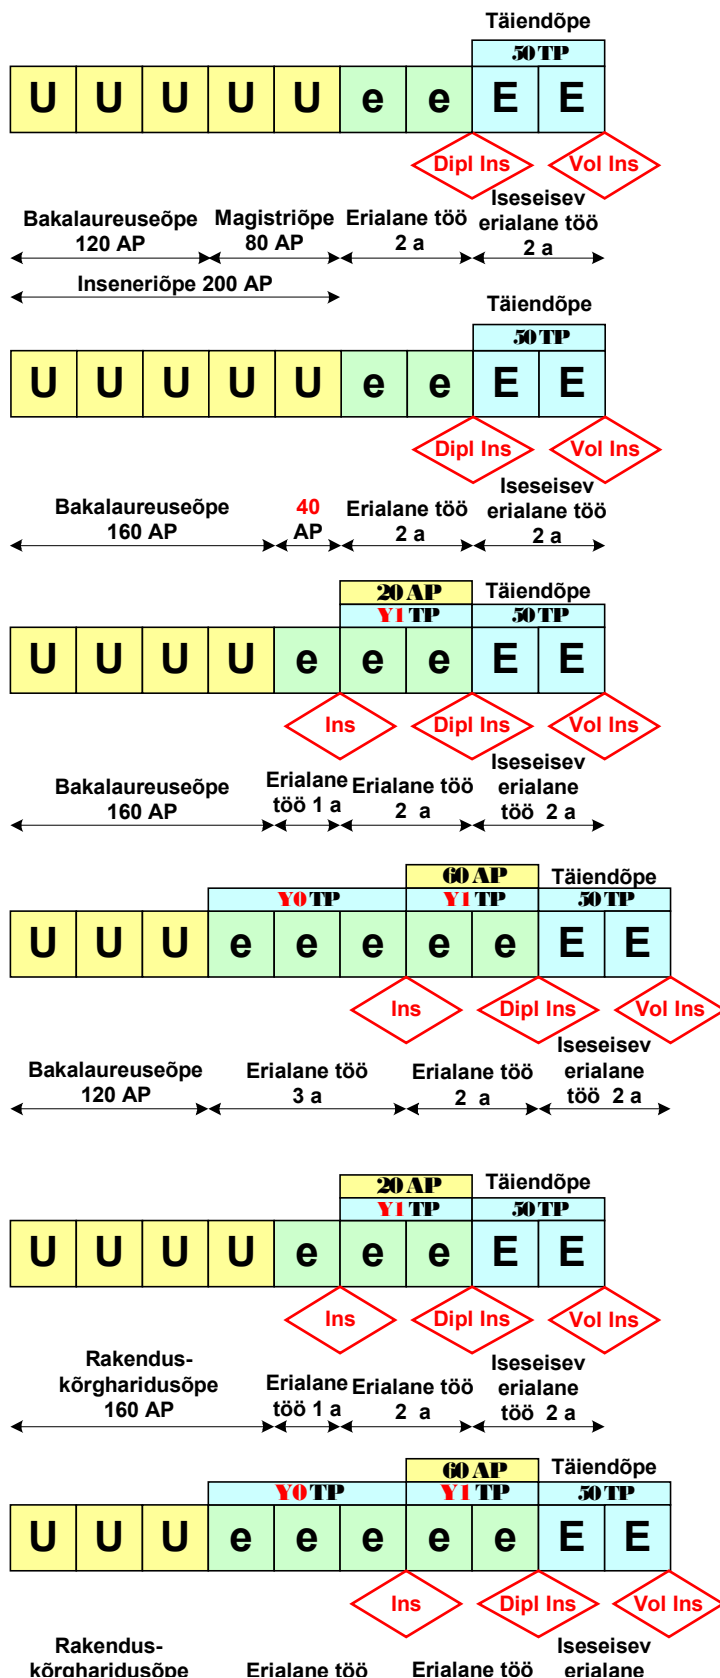 Täiendõpe
50 TP
U U U U U e e E E
Dipl Ins Vol Ins
Bakalaureuseõpe Magistriõpe Erialane töö Iseseisev
120 AP 80 AP 2 a erialane töö
2 a
Inseneriõpe 200 AP
Täiendõpe
50 TP
U U U U U e e E E
Dipl Ins Vol Ins
Bakalaureuseõpe 40 Erialane töö Iseseisev
160 AP AP 2 a erialane töö
2 a
20 AP Täiendõpe
Y1 TP 50 TP
U U U U e e e E E
Ins Dipl Ins Vol Ins
Bakalaureuseõpe Erialane Erialane töö Iseseisev
160 AP töö 1 a 2 a erialane
töö 2 a
60 AP Täiendõpe
Y0 TP Y1 TP 50 TP
U U U e e e e e E E
Ins Dipl Ins Vol Ins
Bakalaureuseõpe Erialane töö Erialane töö Iseseisev
120 AP 3 a 2 a erialane
töö 2 a
20 AP Täiendõpe
Y1 TP 50 TP
U U U U e e e E E
Ins Dipl Ins Vol Ins
Rakendus- Erialane Erialane töö Iseseisev
kõrgharidusõpe töö 1 a 2 a erialane
160 AP töö 2 a
60 AP Täiendõpe
Y0 TP Y1 TP 50 TP
U U U e e e e e E E
Ins Dipl Ins Vol Ins
Rakendus- Iseseisev
kõrgharidusõpe Erialane töö Erialane töö erialane